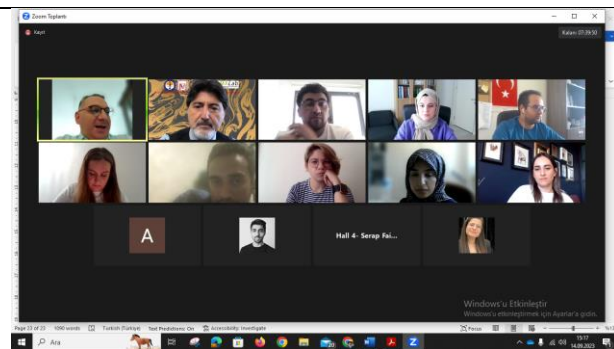 Zoom Toplantı
Kayıt
Kalan: 07:39:50
A
Hall 4- Serap Fai...
Windows'u Etkinleştir
Windows'u etkinleştirmek için Ayarlar'a gidin.
Page 23 of 23 1090 words Turkish (Türkiye) Text Predictions: On Accessibility: Investigate
Focus
Ara
15:17
14.09.2023